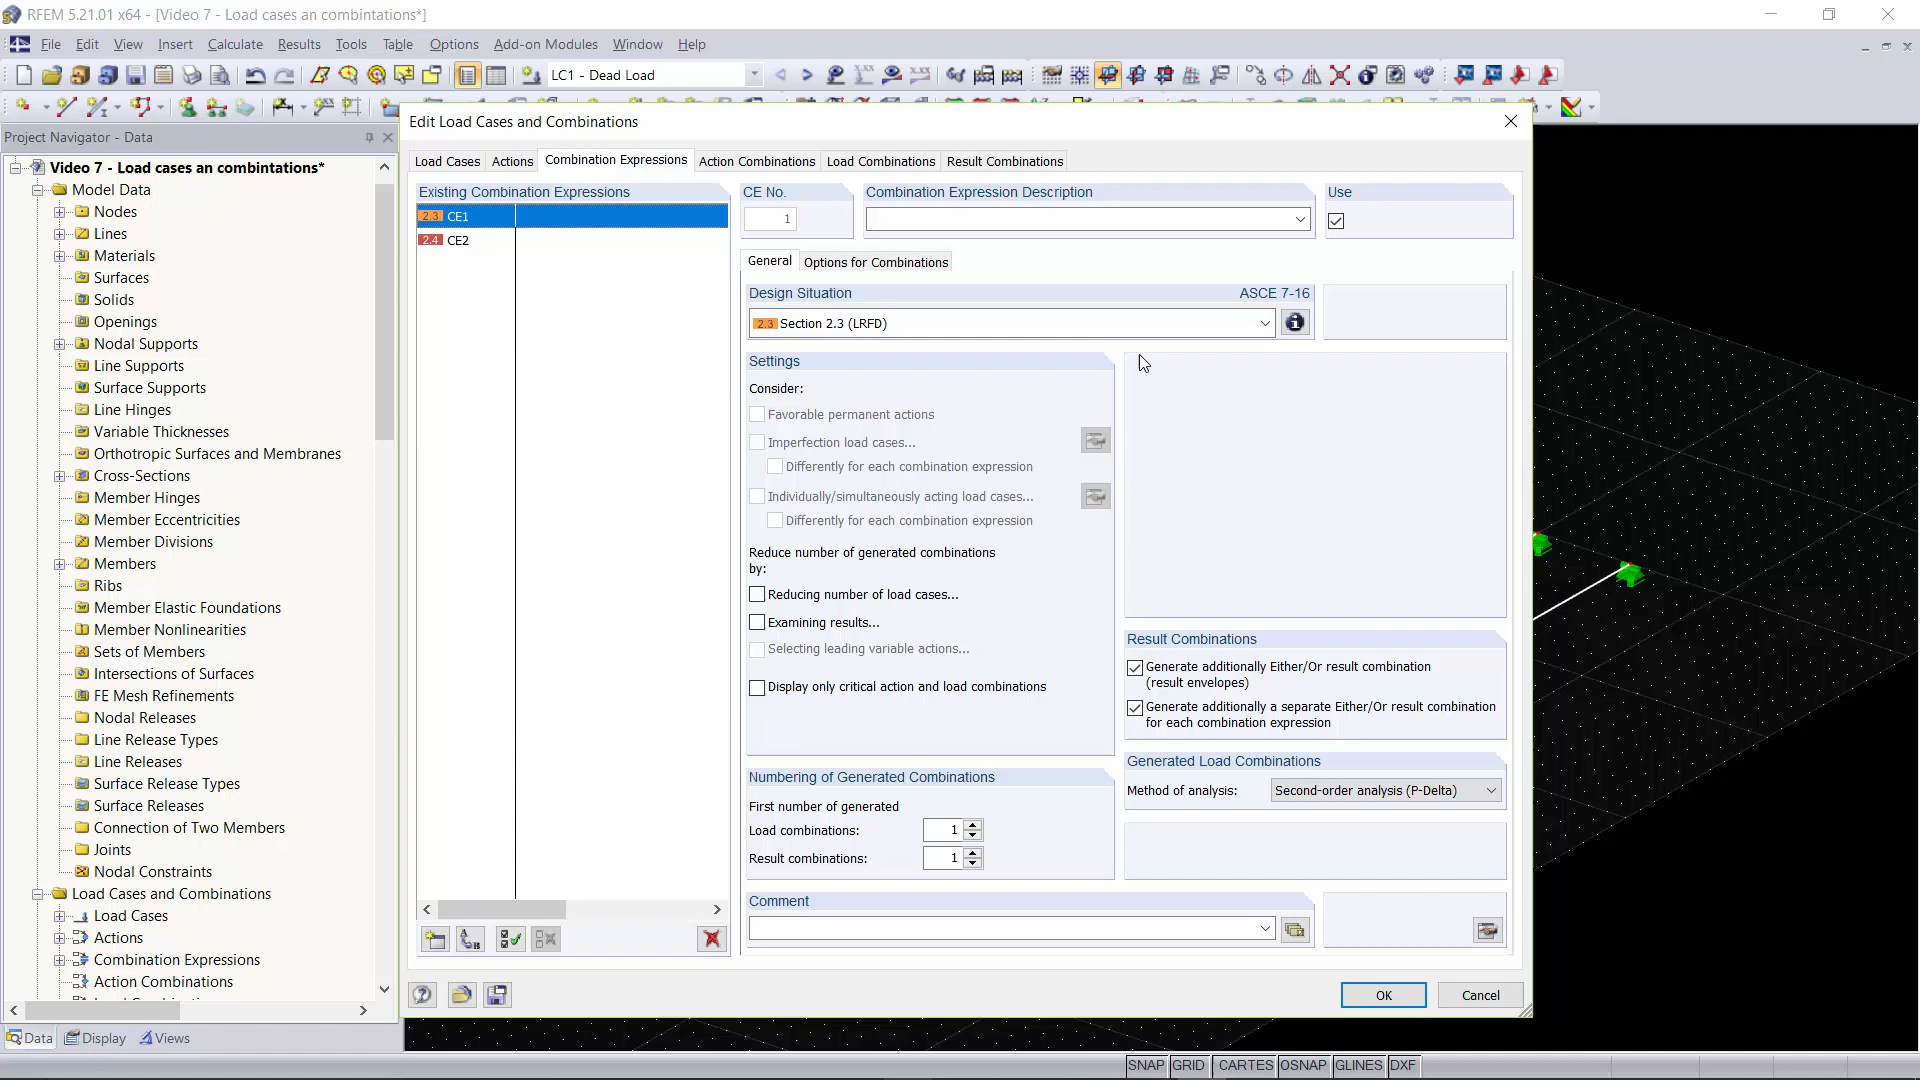 RFEM 5.21.01 x64 - [Video 7 - Load cases an combintations*]
File Edit View Insert Calculate Results Tools Table Options Add-on Modules Window Help
LC1 - Dead Load
Project Navigator - Data
Video 7 - Load cases an combintations*
Model Data
Nodes
Lines
Materials
Surfaces
Solids
Openings
Nodal Supports
Line Supports
Surface Supports
Line Hinges
Variable Thicknesses
Orthotropic Surfaces and Membranes
Cross-Sections
Member Hinges
Member Eccentricities
Member Divisions
Members
Ribs
Member Elastic Foundations
Member Nonlinearities
Sets of Members
Intersections of Surfaces
FE Mesh Refinements
Nodal Releases
Line Release Types
Line Releases
Surface Release Types
Surface Releases
Connection of Two Members
Joints
Nodal Constraints
Load Cases and Combinations
Load Cases
Actions
Combination Expressions
Action Combinations
Data Display Views
Edit Load Cases and Combinations
Load Cases Actions Combination Expressions Action Combinations Load Combinations Result Combinations
Existing Combination Expressions
2.3 CE1
2.4 CE2
CE No.
1
Combination Expression Description
Use
General Options for Combinations
Design Situation ASCE 7-16
2.3 Section 2.3 (LRFD)
Settings
Consider:
Favorable permanent actions
Imperfection load cases...
Differently for each combination expression
Individually/simultaneously acting load cases...
Differently for each combination expression
Reduce number of generated combinations
by:
Reducing number of load cases...
Examining results...
Selecting leading variable actions...
Display only critical action and load combinations
Numbering of Generated Combinations
First number of generated
Load combinations: 1
Result combinations: 1
Result Combinations
Generate additionally Either/Or result combination
(result envelopes)
Generate additionally a separate Either/Or result combination
for each combination expression
Generated Load Combinations
Method of analysis: Second-order analysis (P-Delta)
Comment
OK Cancel
SNAP GRID CARTES OSNAP GLINES DXF